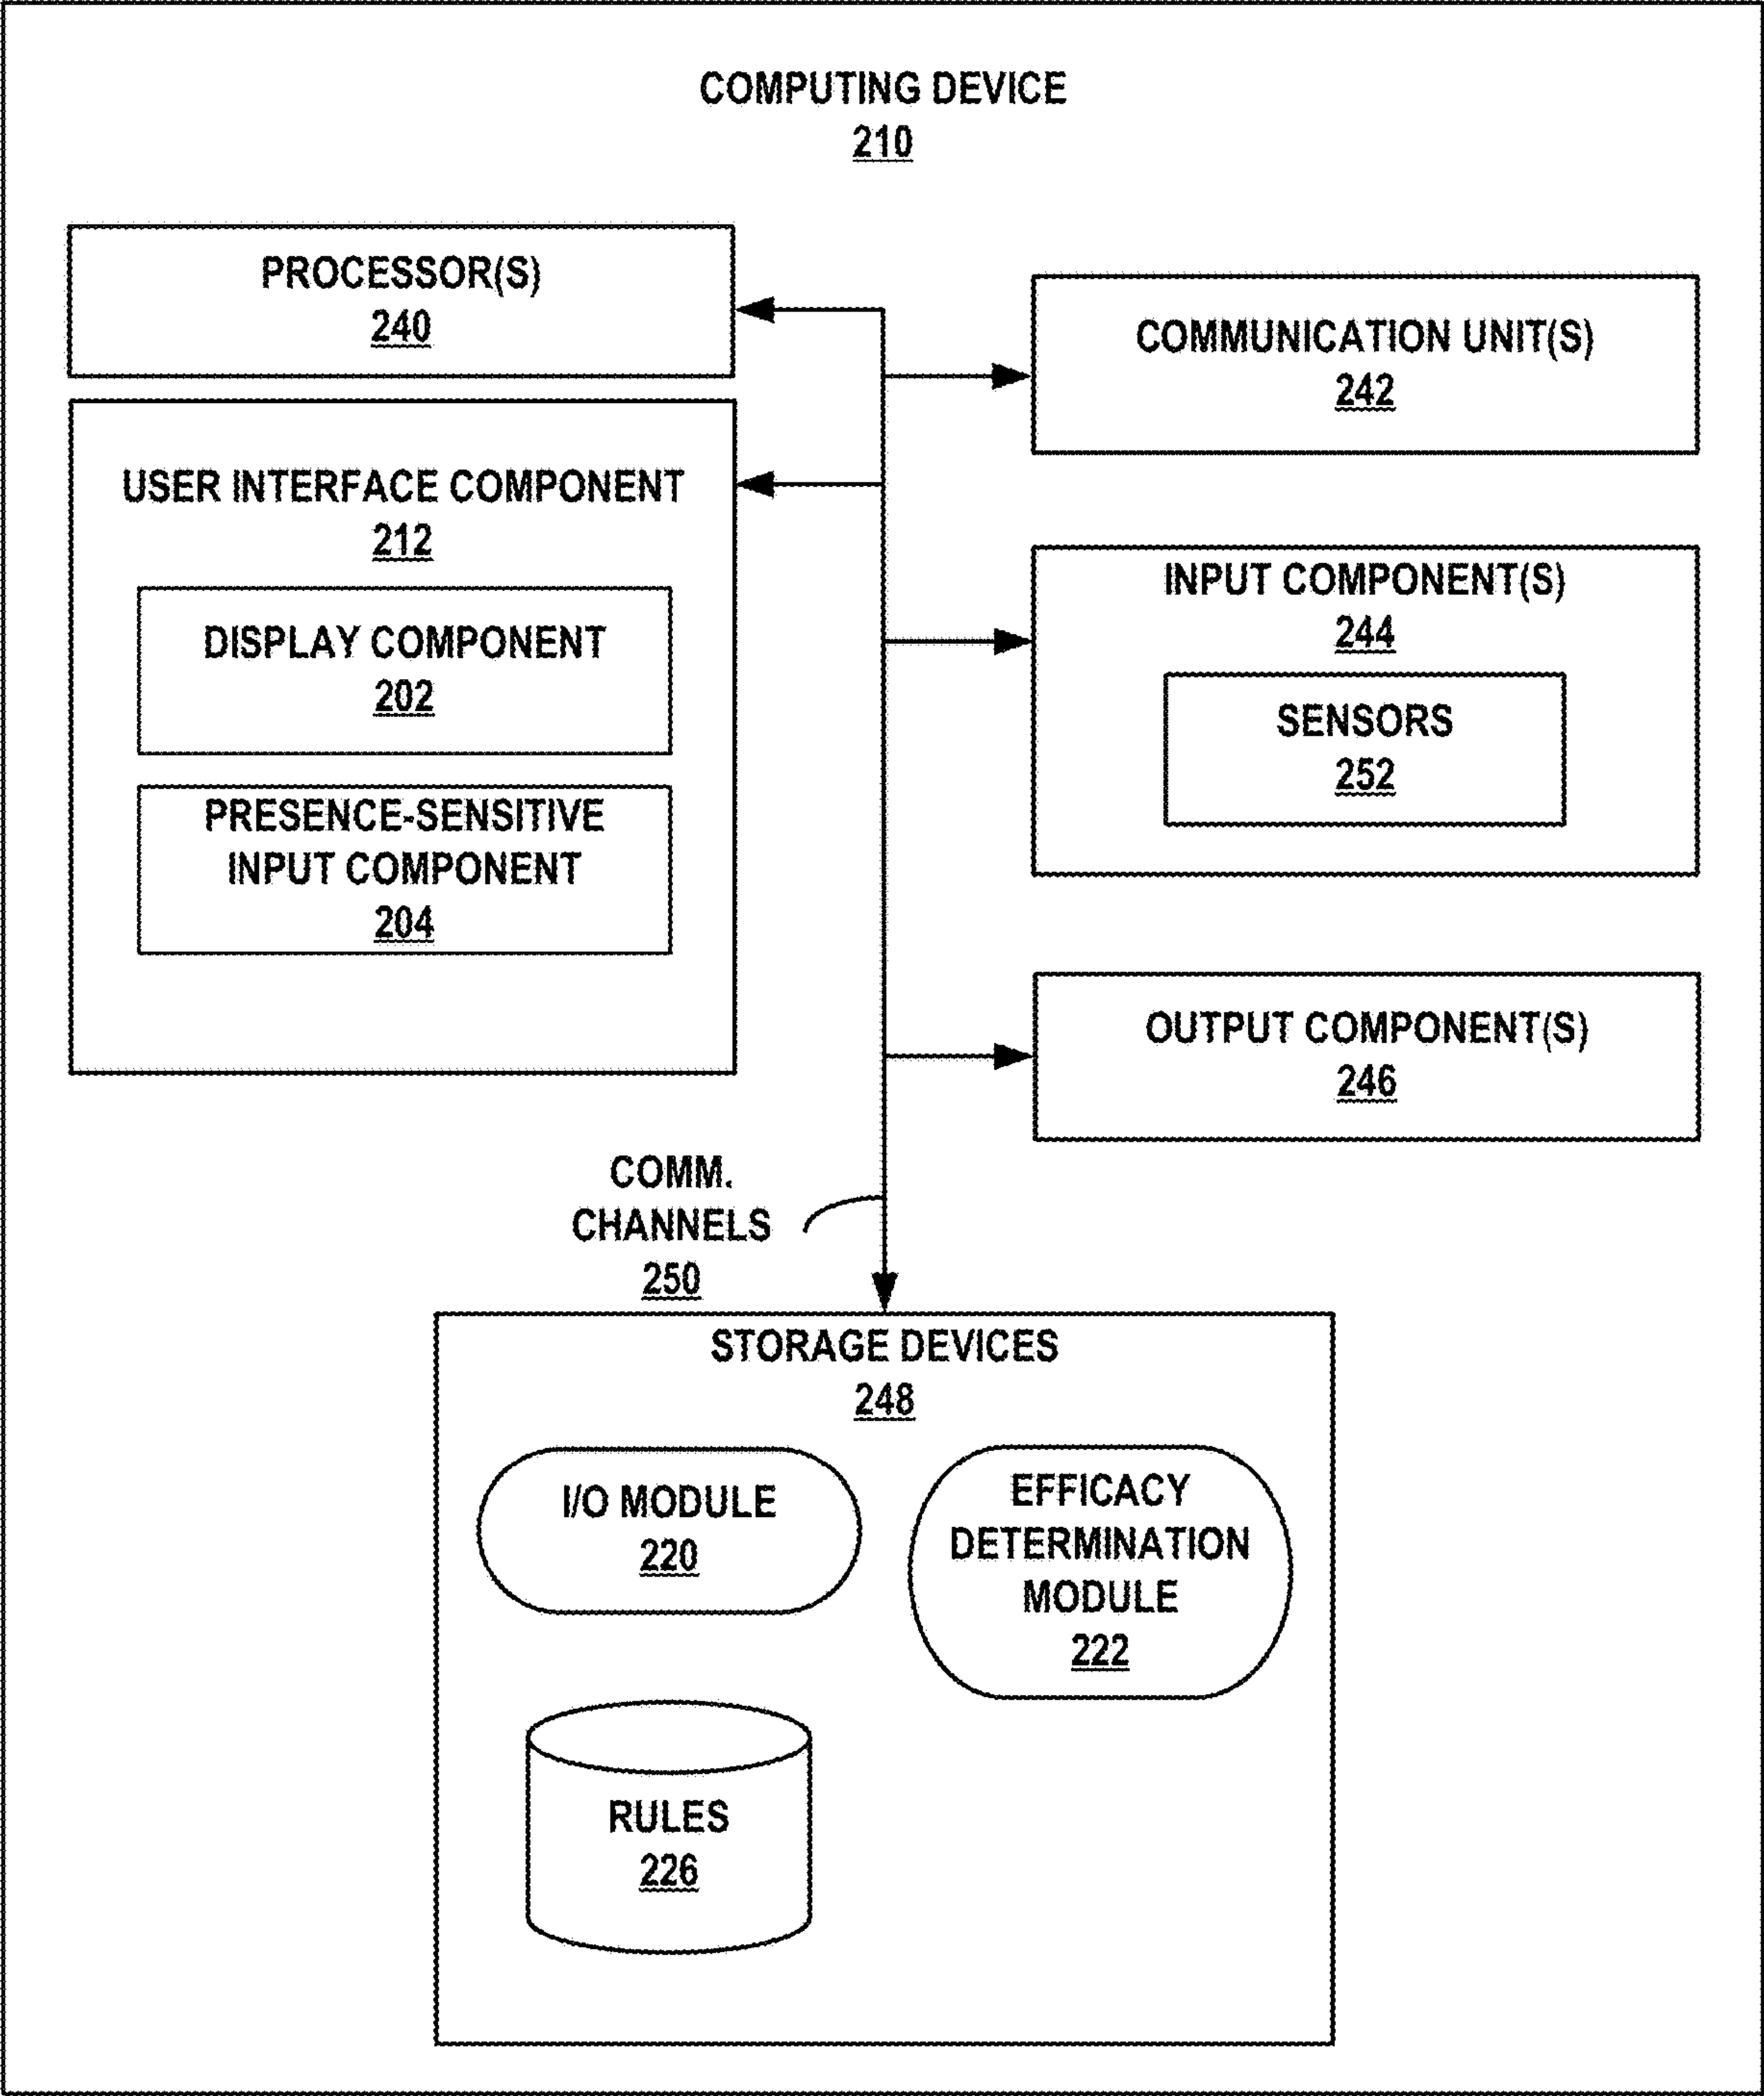 COMPUTING DEVICE
210
PROCESSOR(S)
240
COMMUNICATION UNIT(S)
242
USER INTERFACE COMPONENT
212
DISPLAY COMPONENT
202
PRESENCE-SENSITIVE
INPUT COMPONENT
204
INPUT COMPONENT(S)
244
SENSORS
252
OUTPUT COMPONENT(S)
246
COMM.
CHANNELS
250
STORAGE DEVICES
248
I/O MODULE
220
EFFICACY
DETERMINATION
MODULE
222
RULES
226